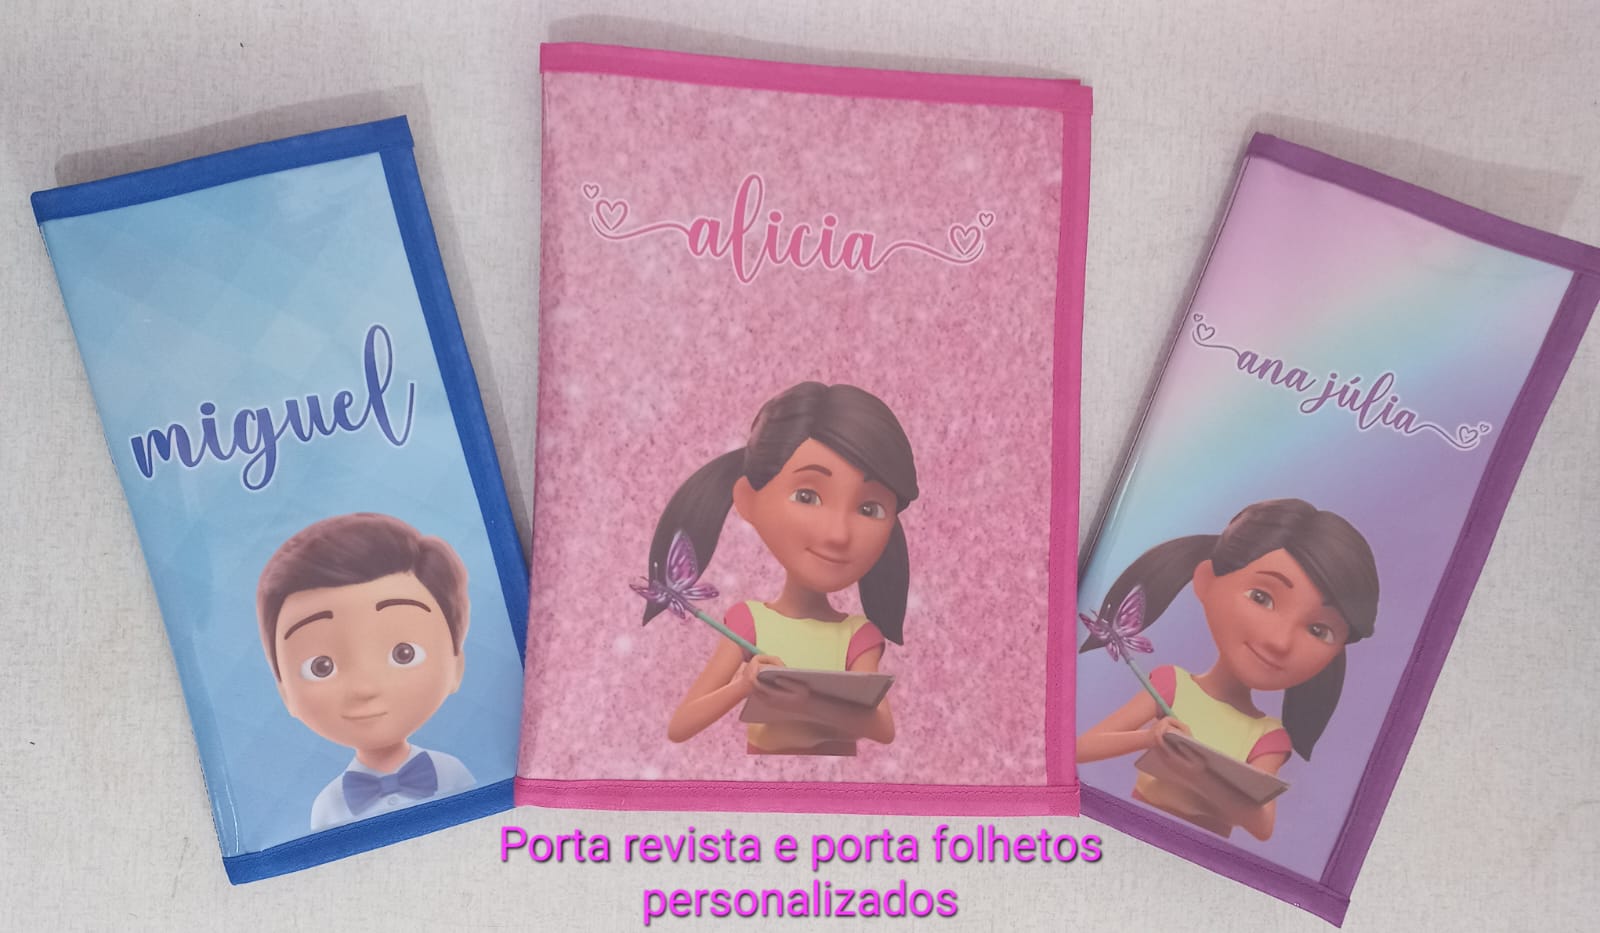 miguel
alicia
ana júlia
Porta revista e porta folhetos
personalizados